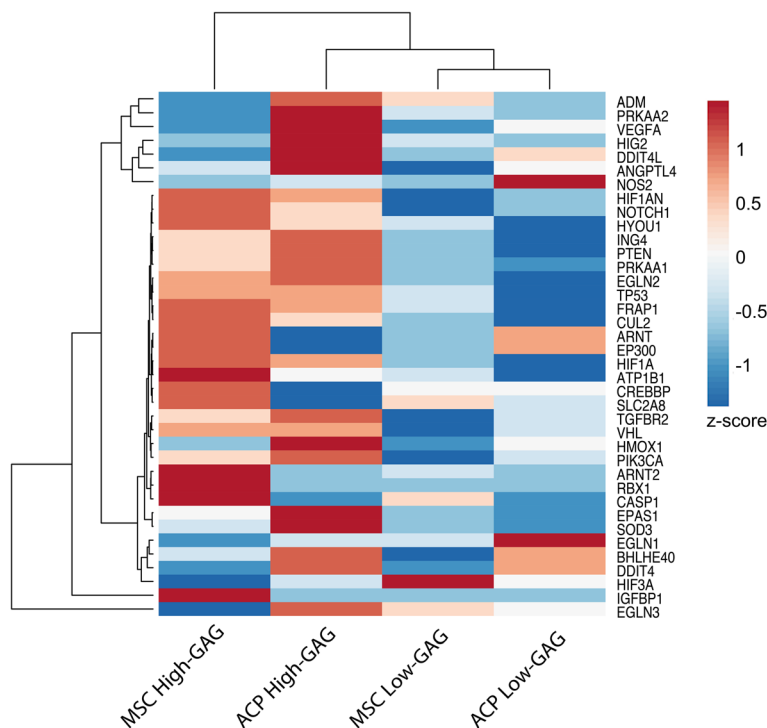 ADM
PRKAA2
VEGFA
HIG2
DDIT4L
ANGPTL4
NOS2
HIF1AN
NOTCH1
HYOU1
ING4
PTEN
PRKAA1
EGLN2
TP53
FRAP1
CUL2
ARNT
EP300
HIF1A
ATP1B1
CREBBP
SLC2A8
TGFBR2
VHL
HMOX1
PIK3CA
ARNT2
RBX1
CASP1
EPAS1
SOD3
EGLN1
BHLHE40
DDIT4
HIF3A
IGFBP1
EGLN3
1
0.5
0
-0.5
-1
z-score
MSC High-GAG
ACP High-GAG
MSC Low-GAG
ACP Low-GAG